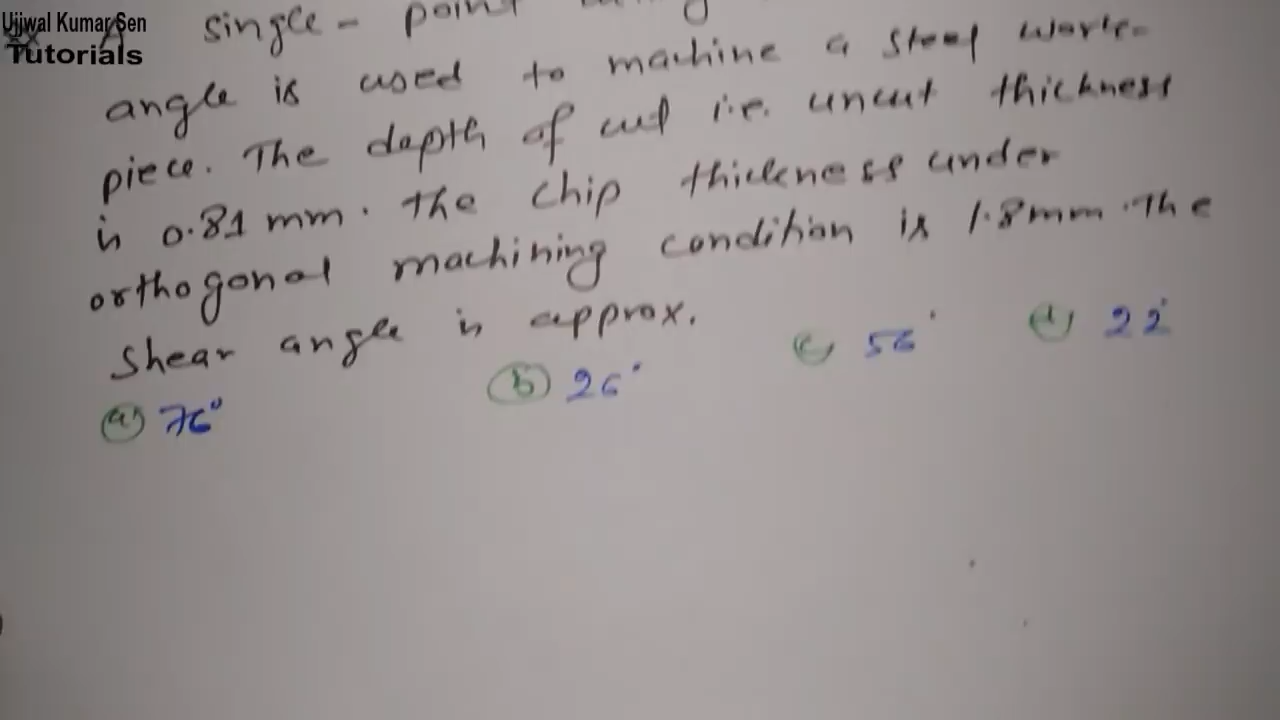 Ujjwal Kumar Sen
Tutorials
A single - point
angle is used to machine a steel work-
piece. The depth of cut i.e. uncut thickness
is 0.81 mm. The chip thickness under
orthogonal machining condition is 1.8mm. The
shear angle is approx.
(a) 76° (b) 26° (c) 56° (d) 22°